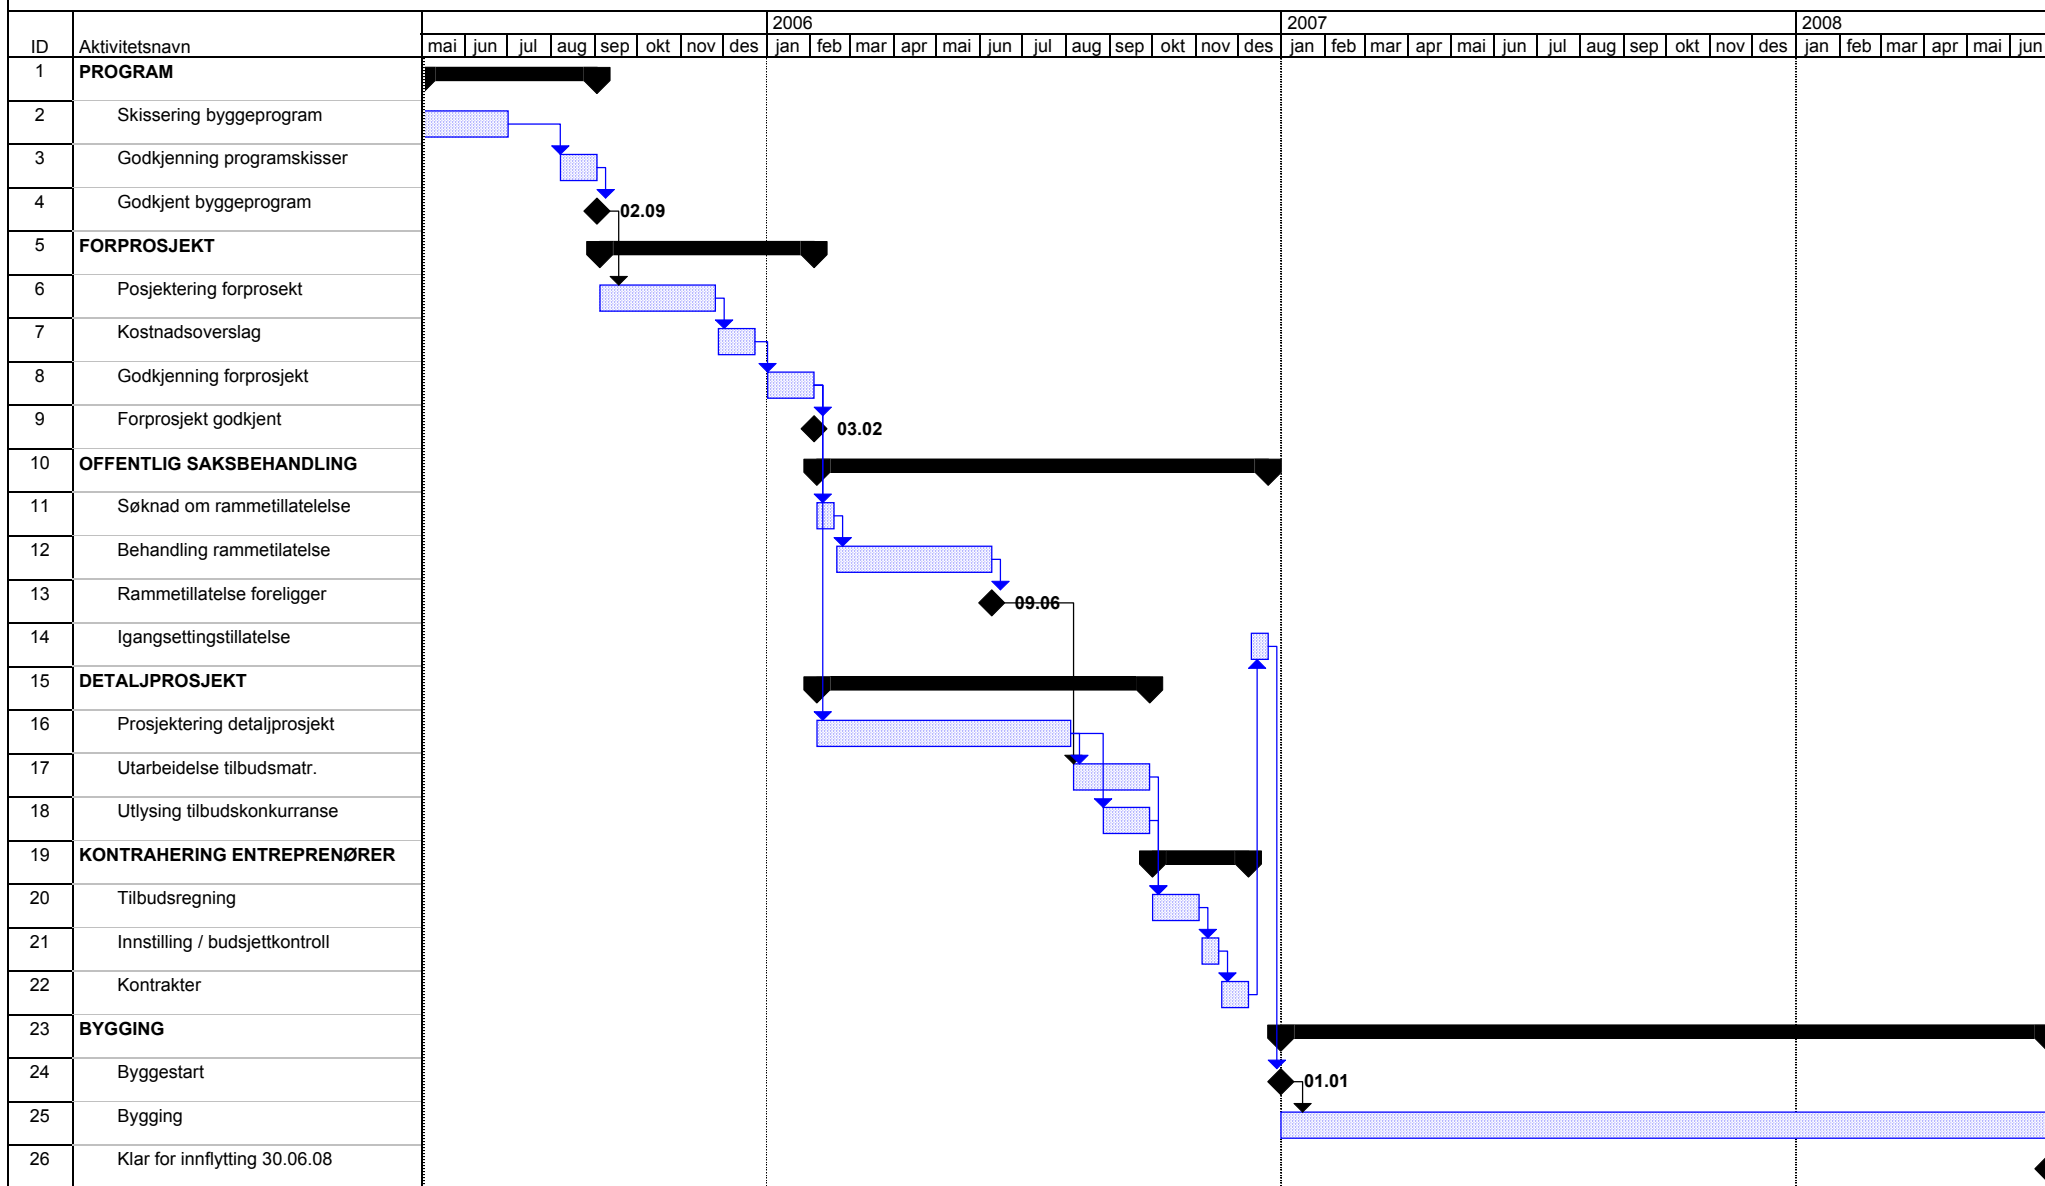 2006 2007 2008
ID Aktivitetsnavn mai jun jul aug sep okt nov des jan feb mar apr mai jun jul aug sep okt nov des jan feb mar apr mai jun jul aug sep okt nov des jan feb mar apr mai jun
1 PROGRAM
2 Skissering byggeprogram
3 Godkjenning programskisser
4 Godkjent byggeprogram 02.09
5 FORPROSJEKT
6 Posjektering forprosekt
7 Kostnadsoverslag
8 Godkjenning forprosjekt
9 Forprosjekt godkjent 03.02
10 OFFENTLIG SAKSBEHANDLING
11 Søknad om rammetillatelelse
12 Behandling rammetilatelse
13 Rammetillatelse foreligger 09.06
14 Igangsettingstillatelse
15 DETALJPROSJEKT
16 Prosjektering detaljprosjekt
17 Utarbeidelse tilbudsmatr.
18 Utlysing tilbudskonkurranse
19 KONTRAHERING ENTREPRENØRER
20 Tilbudsregning
21 Innstilling / budsjettkontroll
22 Kontrakter
23 BYGGING
24 Byggestart 01.01
25 Bygging
26 Klar for innflytting 30.06.08